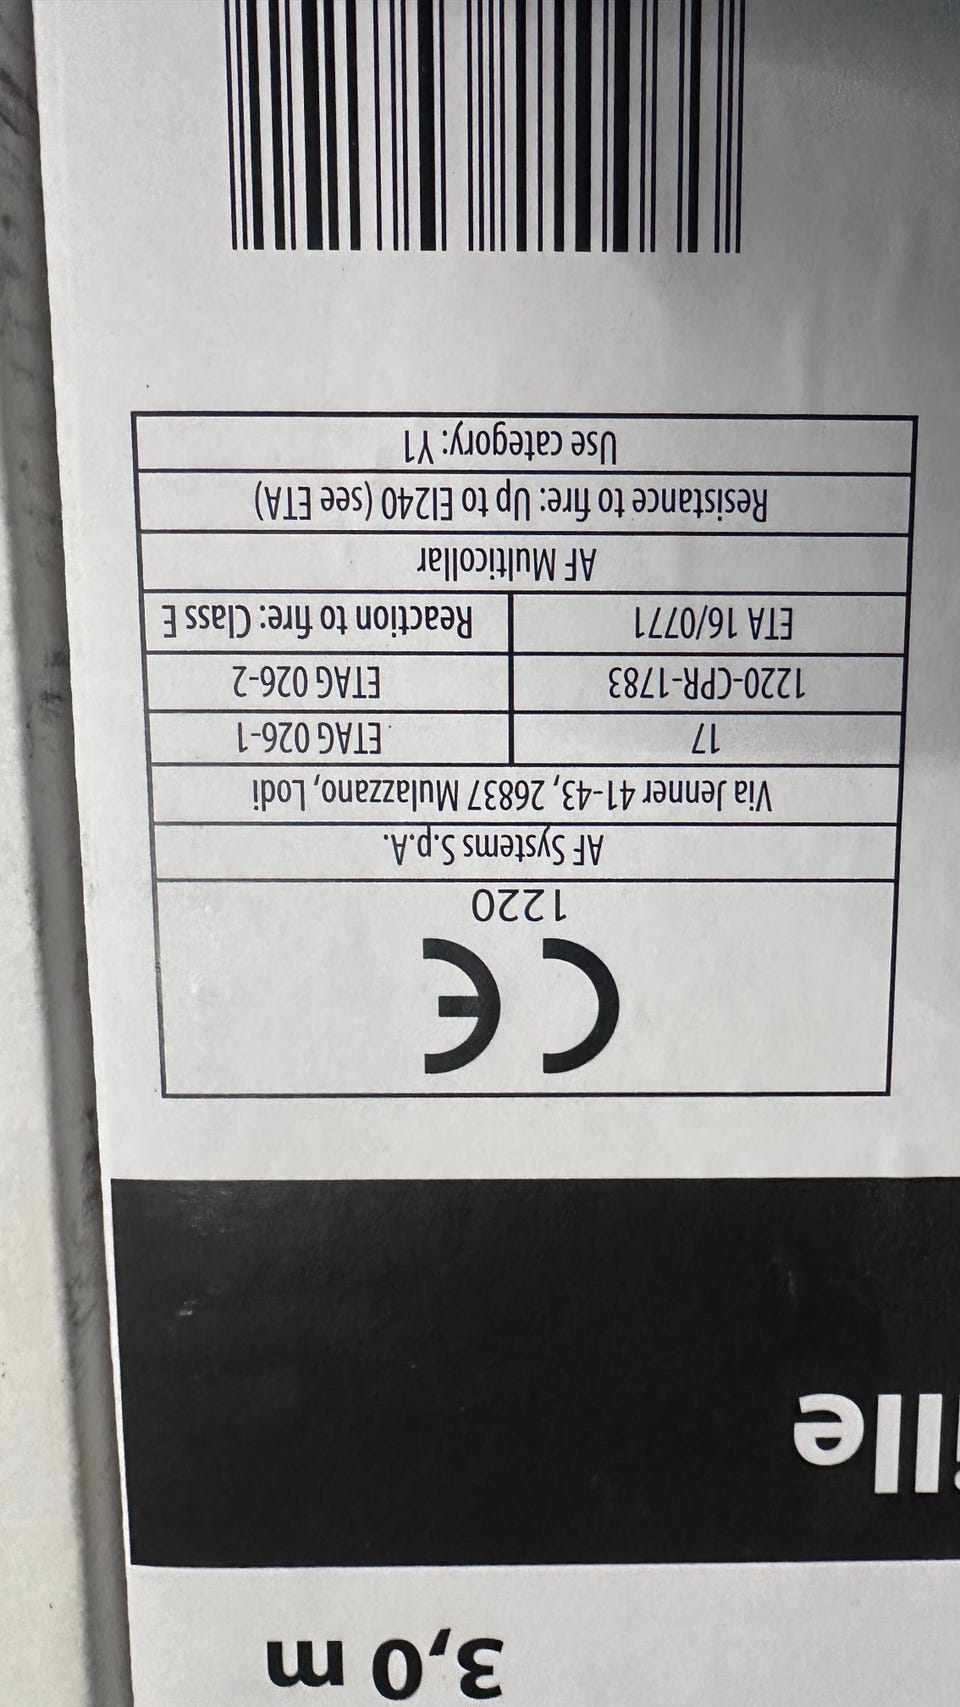 3,0 m
CE
1220
AF Systems S.p.A.
Via Jenner 41-43, 26837 Mulazzano, Lodi
17 ETAG 026-1
1220-CPR-1783 ETAG 026-2
ETA 16/0771 Reaction to fire: Class E
AF Multicollar
Resistance to fire: Up to EI240 (see ETA)
Use category: Y1